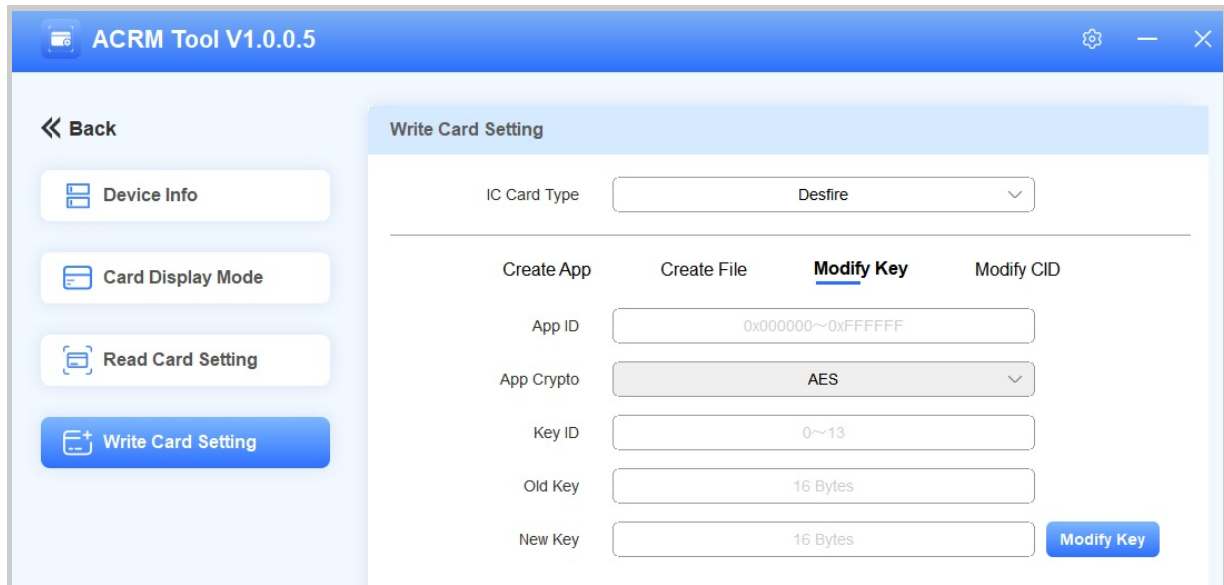 ACRM Tool V1.0.0.5
Back
Device Info
Card Display Mode
Read Card Setting
Write Card Setting
Write Card Setting
IC Card Type Desfire
Create App Create File Modify Key Modify CID
App ID 0x000000～0xFFFFFF
App Crypto AES
Key ID 0～13
Old Key 16 Bytes
New Key 16 Bytes Modify Key